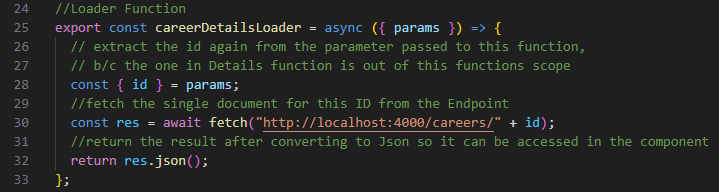 24 //Loader Function
25 export const careerDetailsLoader = async ({ params }) => {
26 // extract the id again from the parameter passed to this function,
27 // b/c the one in Details function is out of this functions scope
28 const { id } = params;
29 //fetch the single document for this ID from the Endpoint
30 const res = await fetch("http://localhost:4000/careers/" + id);
31 //return the result after converting to Json so it can be accessed in the component
32 return res.json();
33 };